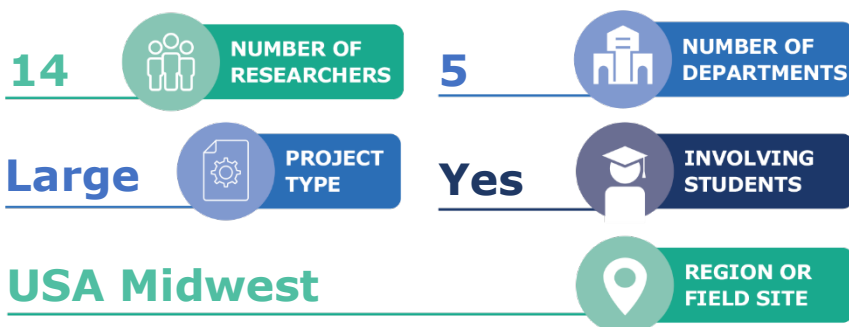 14
NUMBER OF
RESEARCHERS
5
NUMBER OF
DEPARTMENTS
Large
PROJECT
TYPE
Yes
INVOLVING
STUDENTS
USA Midwest
REGION OR
FIELD SITE